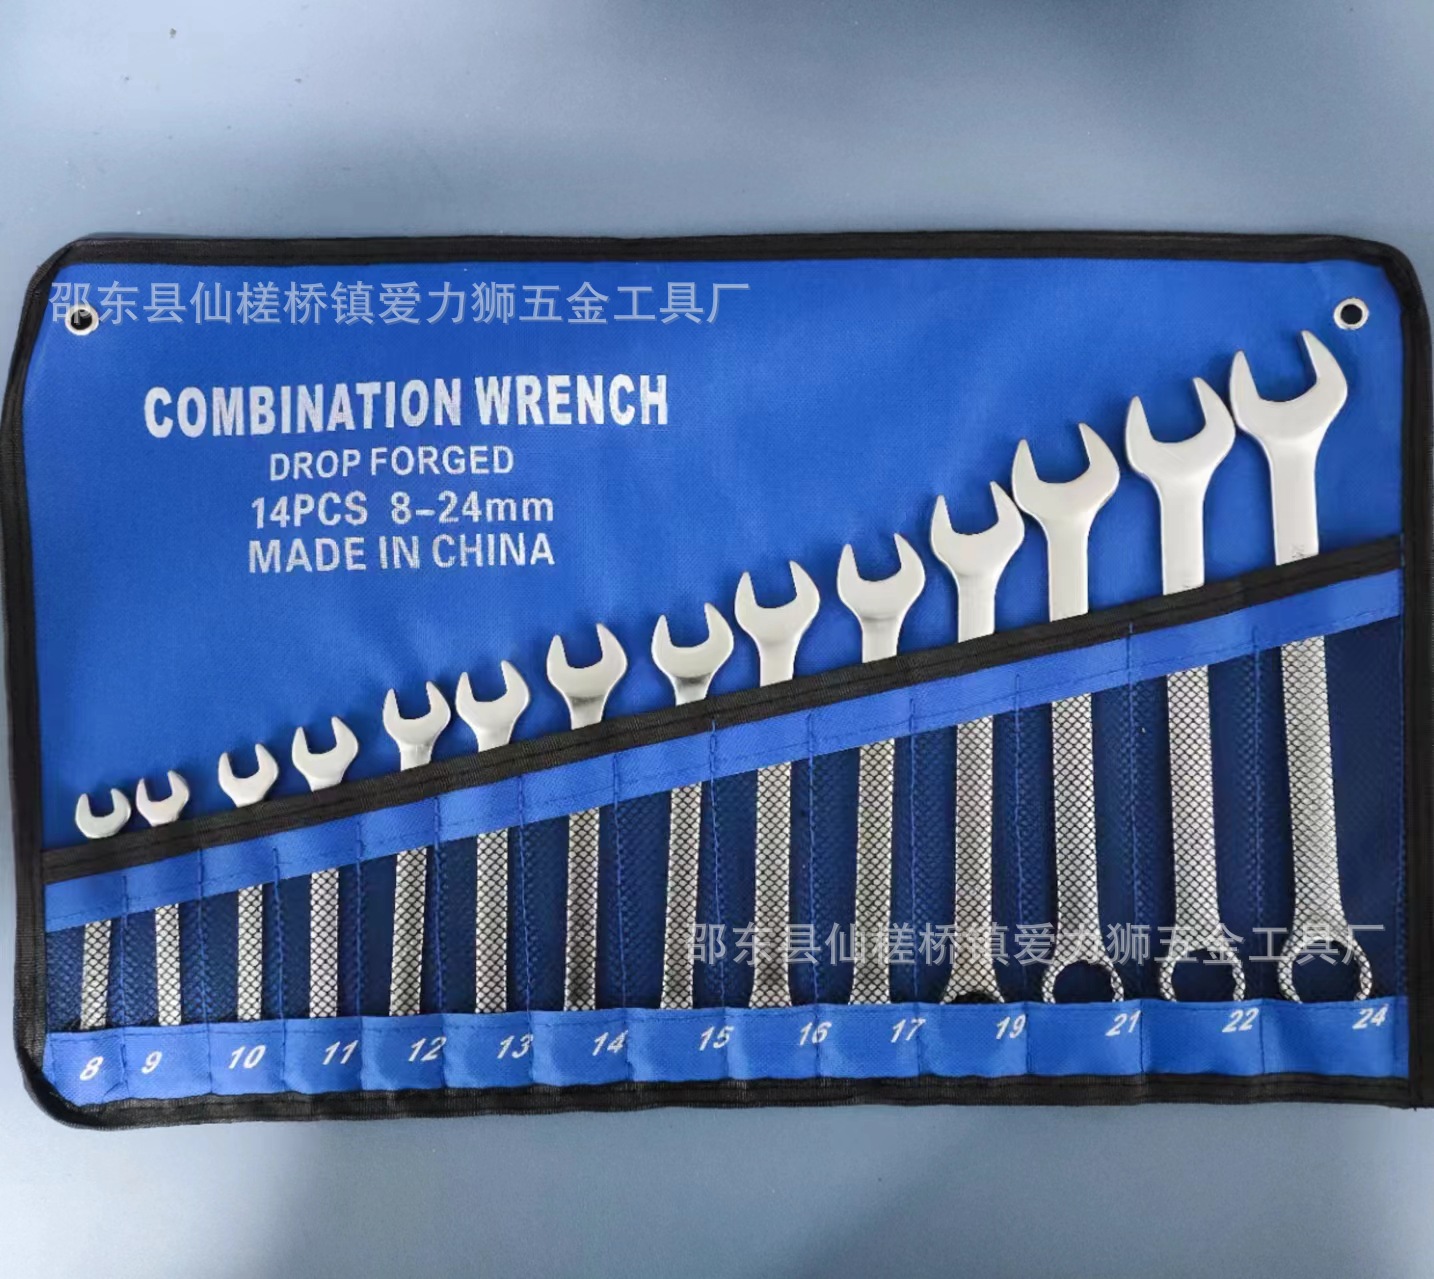 邵东县仙槎桥镇爱力狮五金工具厂
COMBINATION WRENCH
DROP FORGED
14PCS 8-24mm
MADE IN CHINA
邵东县仙槎桥镇爱力狮五金工具厂
8 9 10 11 12 13 14 15 16 17 19 21 22 24